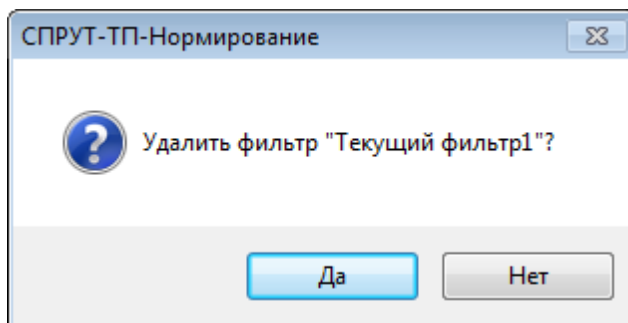 СПРУТ-ТП-Нормирование
Удалить фильтр "Текущий фильтр1"?
Да
Нет